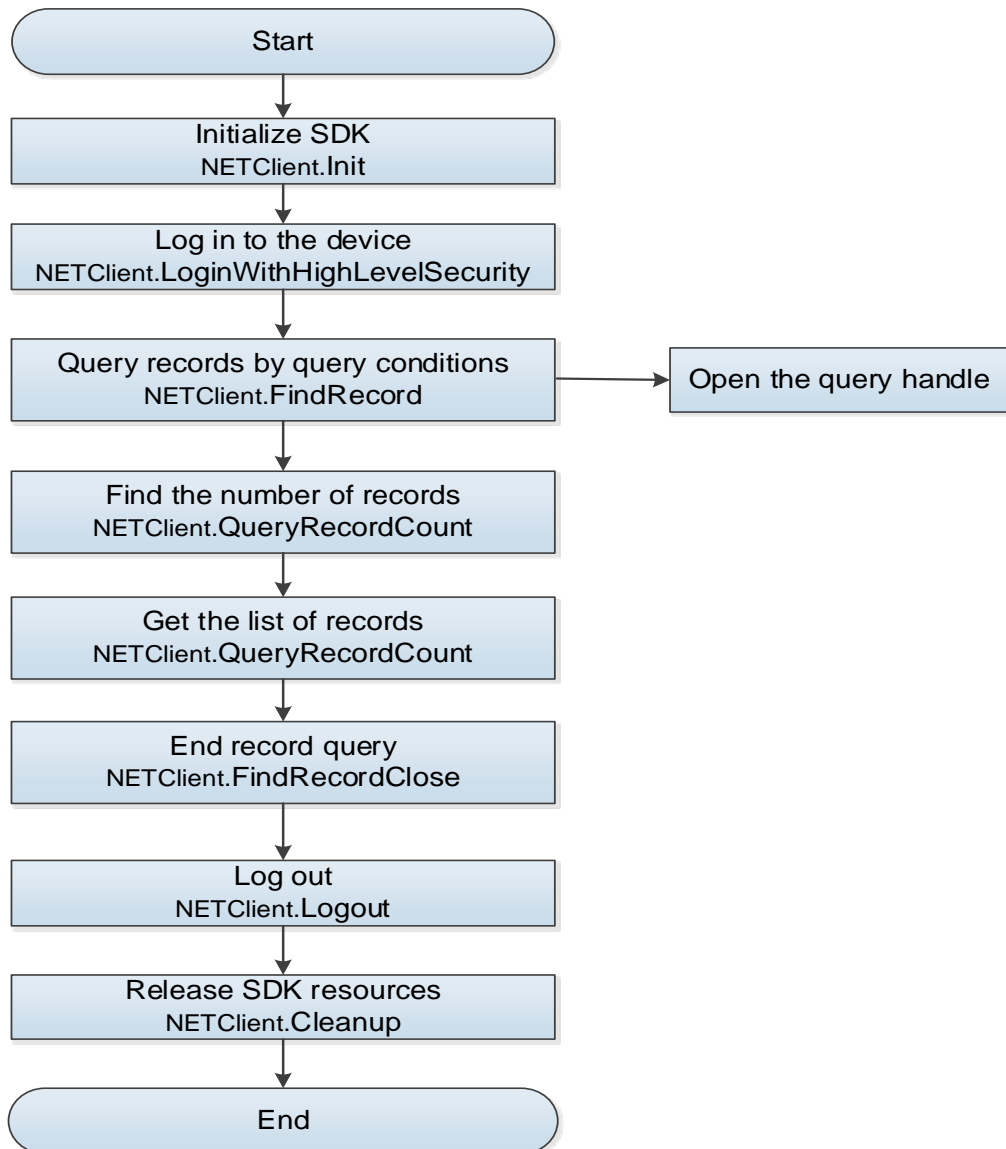 Start
Initialize SDK
NETClient.Init
Log in to the device
NETClient.LoginWithHighLevelSecurity
Query records by query conditions
NETClient.FindRecord
Open the query handle
Find the number of records
NETClient.QueryRecordCount
Get the list of records
NETClient.QueryRecordCount
End record query
NETClient.FindRecordClose
Log out
NETClient.Logout
Release SDK resources
NETClient.Cleanup
End